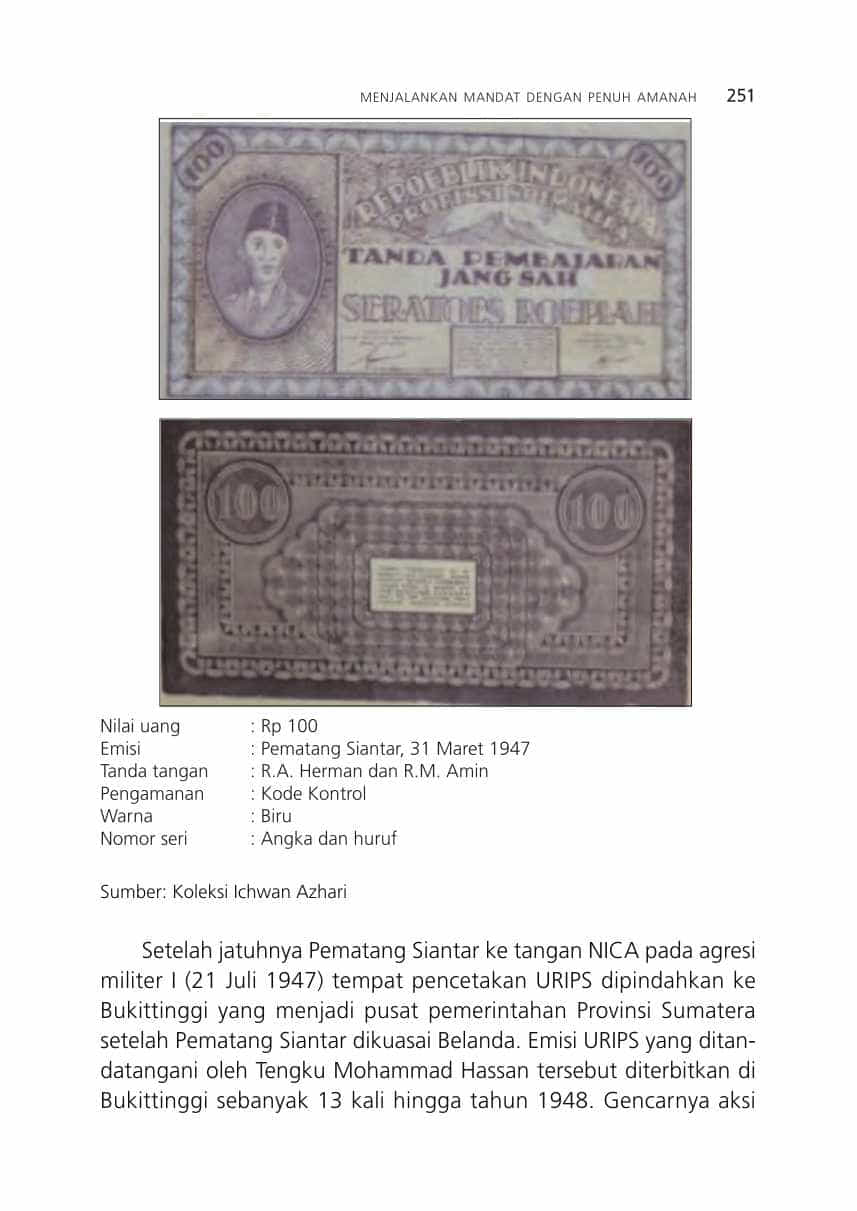 MENJALANKAN MANDAT DENGAN PENUH AMANAH 251
100
100
REPOEBLIK INDONESIA
PROPINSI SUMATERA
TANDA PEMBAJARAN
JANG SAH
SERATOES ROEPIAH
100
100
Nilai uang : Rp 100
Emisi : Pematang Siantar, 31 Maret 1947
Tanda tangan : R.A. Herman dan R.M. Amin
Pengamanan : Kode Kontrol
Warna : Biru
Nomor seri : Angka dan huruf
Sumber: Koleksi Ichwan Azhari
Setelah jatuhnya Pematang Siantar ke tangan NICA pada agresi
militer I (21 Juli 1947) tempat pencetakan URIPS dipindahkan ke
Bukittinggi yang menjadi pusat pemerintahan Provinsi Sumatera
setelah Pematang Siantar dikuasai Belanda. Emisi URIPS yang ditan-
datangani oleh Tengku Mohammad Hassan tersebut diterbitkan di
Bukittinggi sebanyak 13 kali hingga tahun 1948. Gencarnya aksi